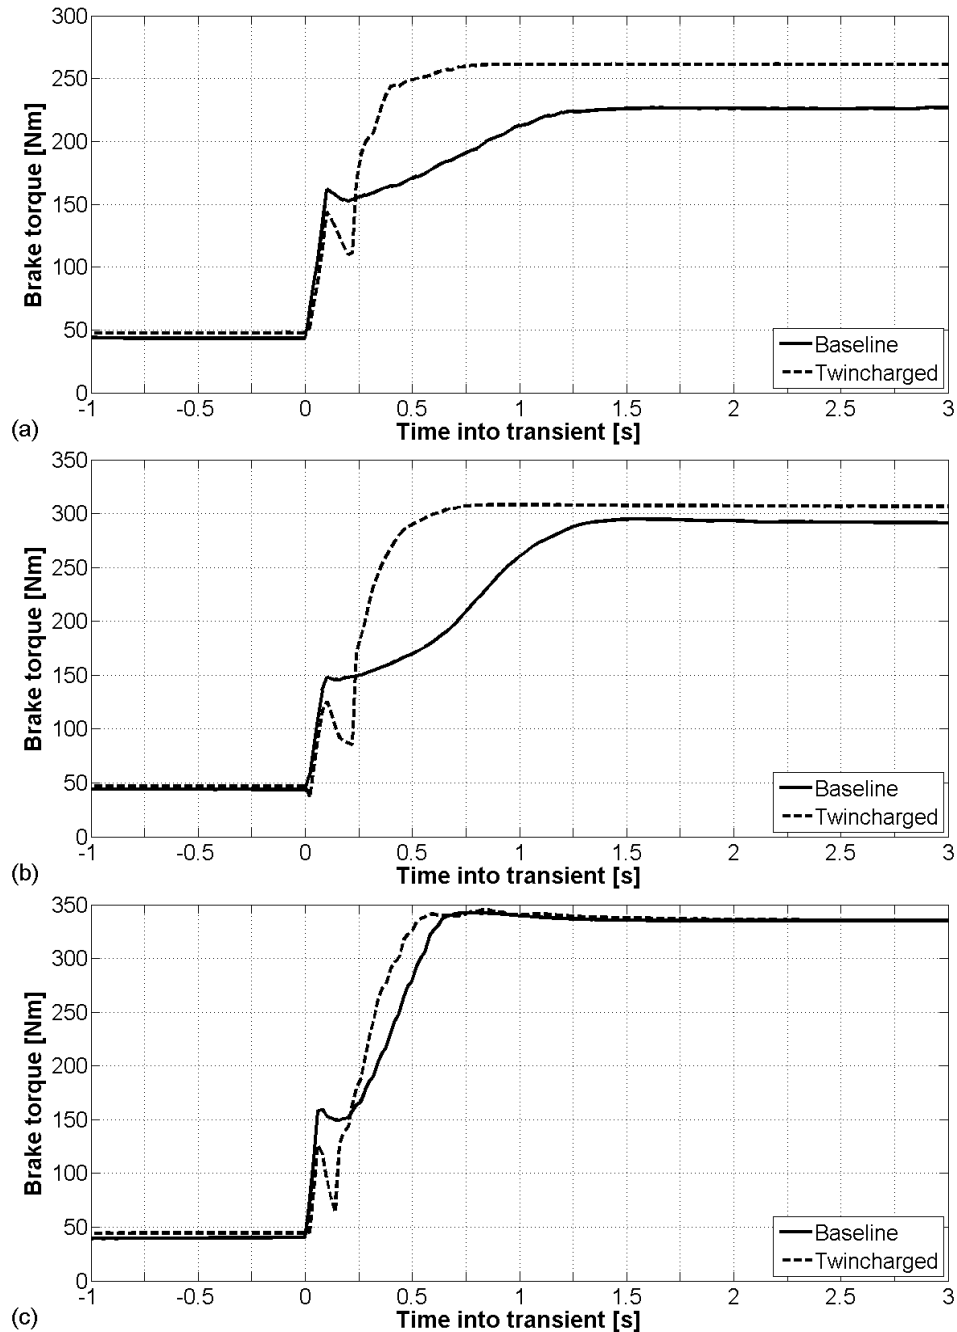 300
250
200
150
100
50
0
Brake torque [Nm]
Baseline
Twincharged
-1 -0.5 0 0.5 1 1.5 2 2.5 3
(a) Time into transient [s]
350
300
250
200
150
100
50
0
Brake torque [Nm]
Baseline
Twincharged
-1 -0.5 0 0.5 1 1.5 2 2.5 3
(b) Time into transient [s]
350
300
250
200
150
100
50
0
Brake torque [Nm]
Baseline
Twincharged
-1 -0.5 0 0.5 1 1.5 2 2.5 3
(c) Time into transient [s]